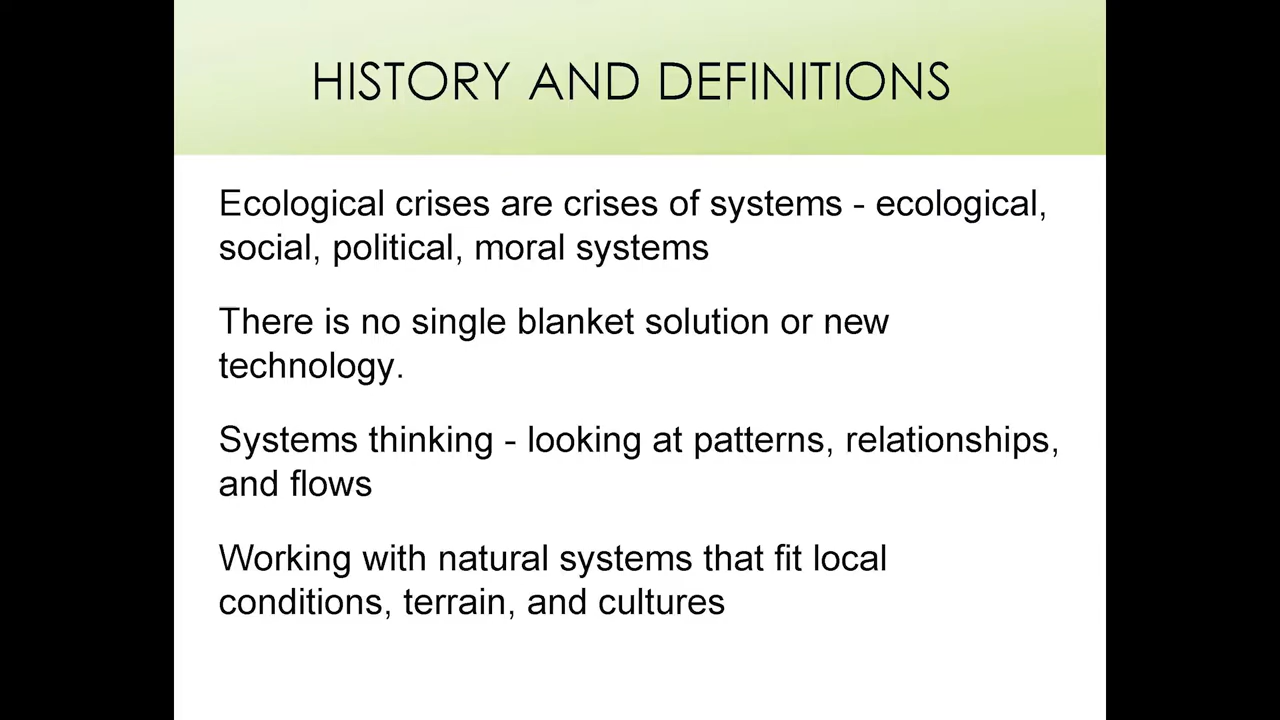 HISTORY AND DEFINITIONS
Ecological crises are crises of systems - ecological,
social, political, moral systems
There is no single blanket solution or new
technology.
Systems thinking - looking at patterns, relationships,
and flows
Working with natural systems that fit local
conditions, terrain, and cultures